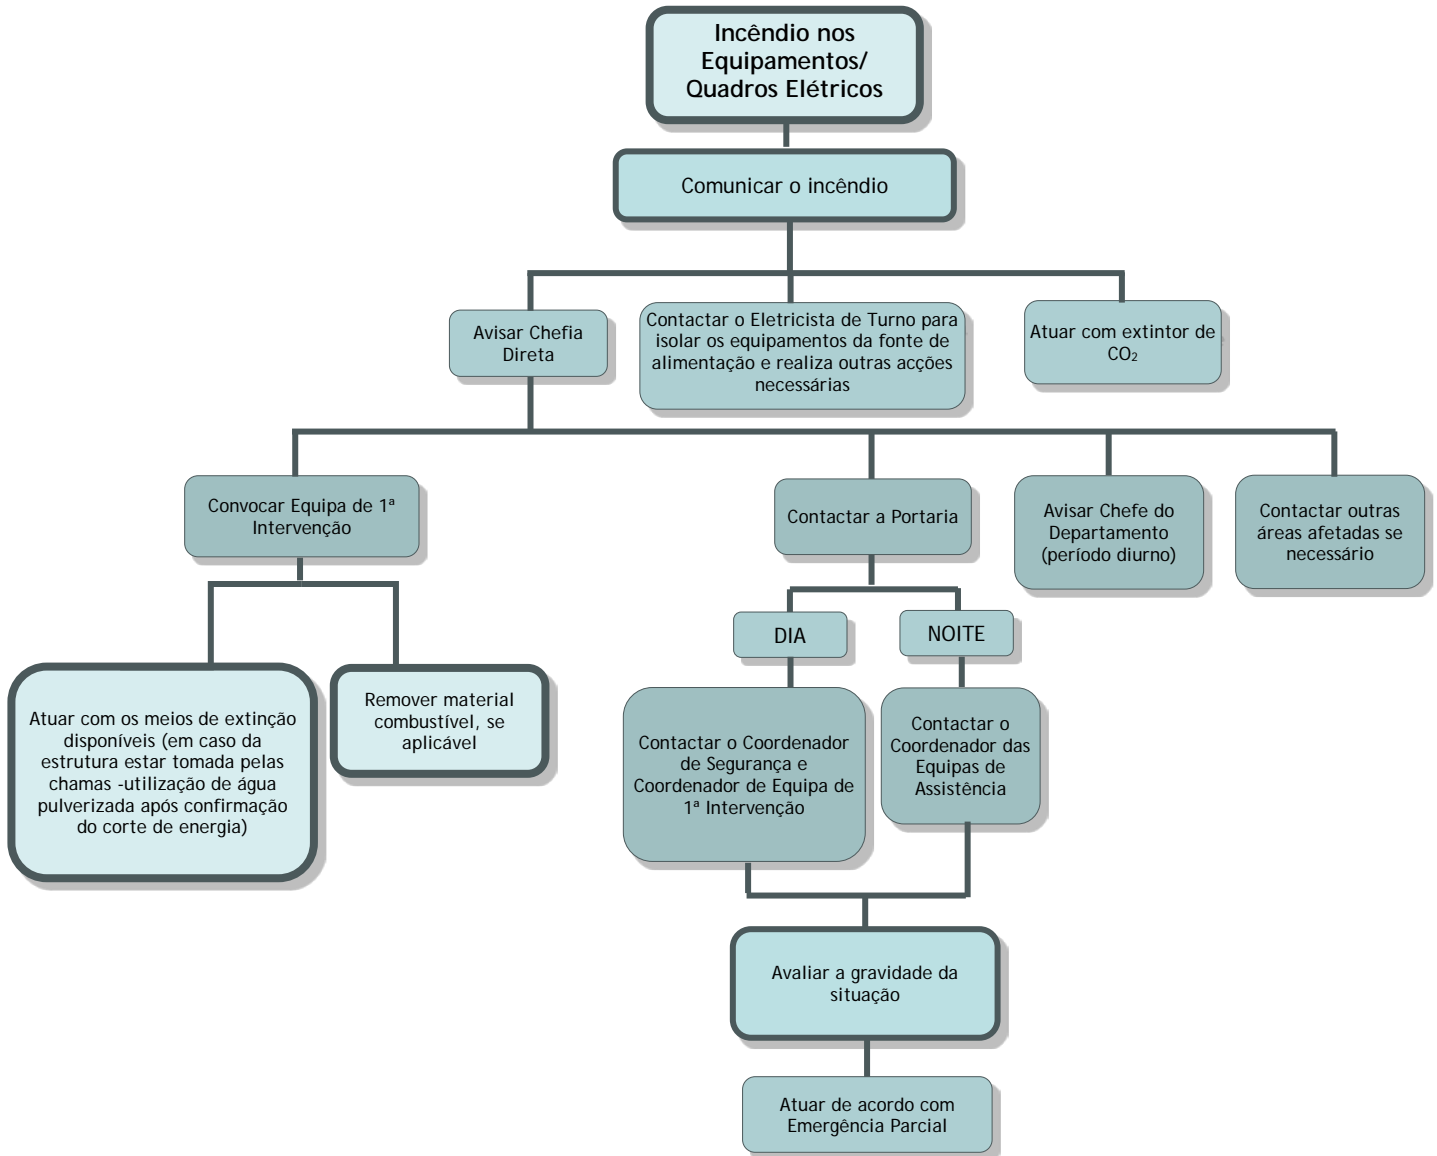 Incêndio nos
Equipamentos/
Quadros Elétricos
Comunicar o incêndio
Avisar Chefia
Direta
Contactar o Eletricista de Turno para
isolar os equipamentos da fonte de
alimentação e realiza outras acções
necessárias
Atuar com extintor de
CO₂
Convocar Equipa de 1ª
Intervenção
Contactar a Portaria
Avisar Chefe do
Departamento
(período diurno)
Contactar outras
áreas afetadas se
necessário
DIA
NOITE
Atuar com os meios de extinção
disponíveis (em caso da
estrutura estar tomada pelas
chamas -utilização de água
pulverizada após confirmação
do corte de energia)
Remover material
combustível, se
aplicável
Contactar o Coordenador
de Segurança e
Coordenador de Equipa de
1ª Intervenção
Contactar o
Coordenador das
Equipas de
Assistência
Avaliar a gravidade da
situação
Atuar de acordo com
Emergência Parcial